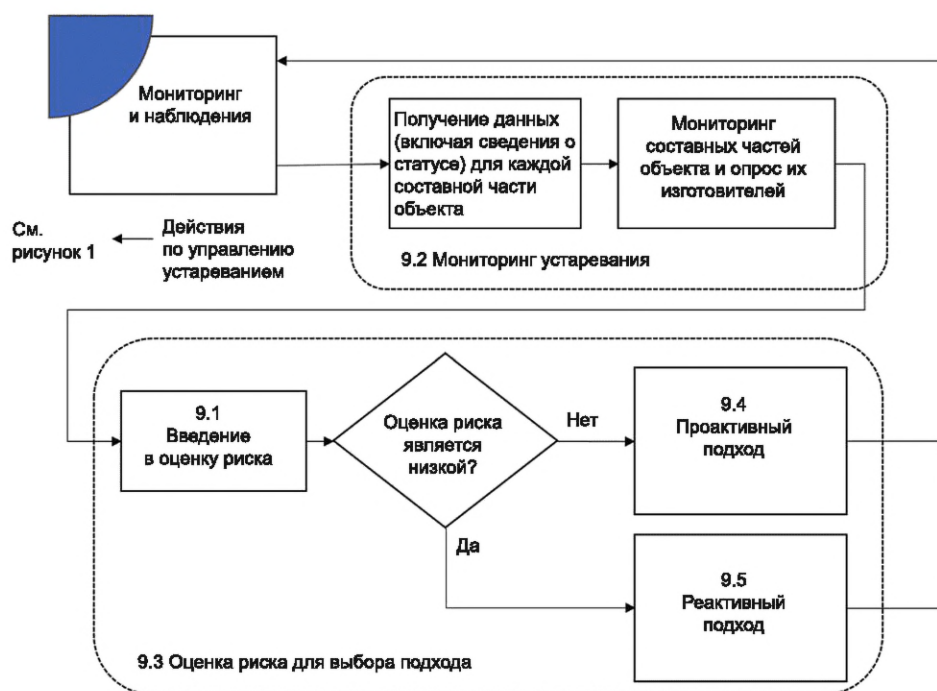 Мониторинг
и наблюдения
Получение данных
(включая сведения о
статусе) для каждой
составной части
объекта
Мониторинг
составных частей
объекта и опрос их
изготовителей
См.
рисунок 1
Действия
по управлению
устареванием
9.2 Мониторинг устаревания
9.1
Введение
в оценку риска
Оценка риска
является
низкой?
Нет
9.4
Проактивный
подход
Да
9.5
Реактивный
подход
9.3 Оценка риска для выбора подхода